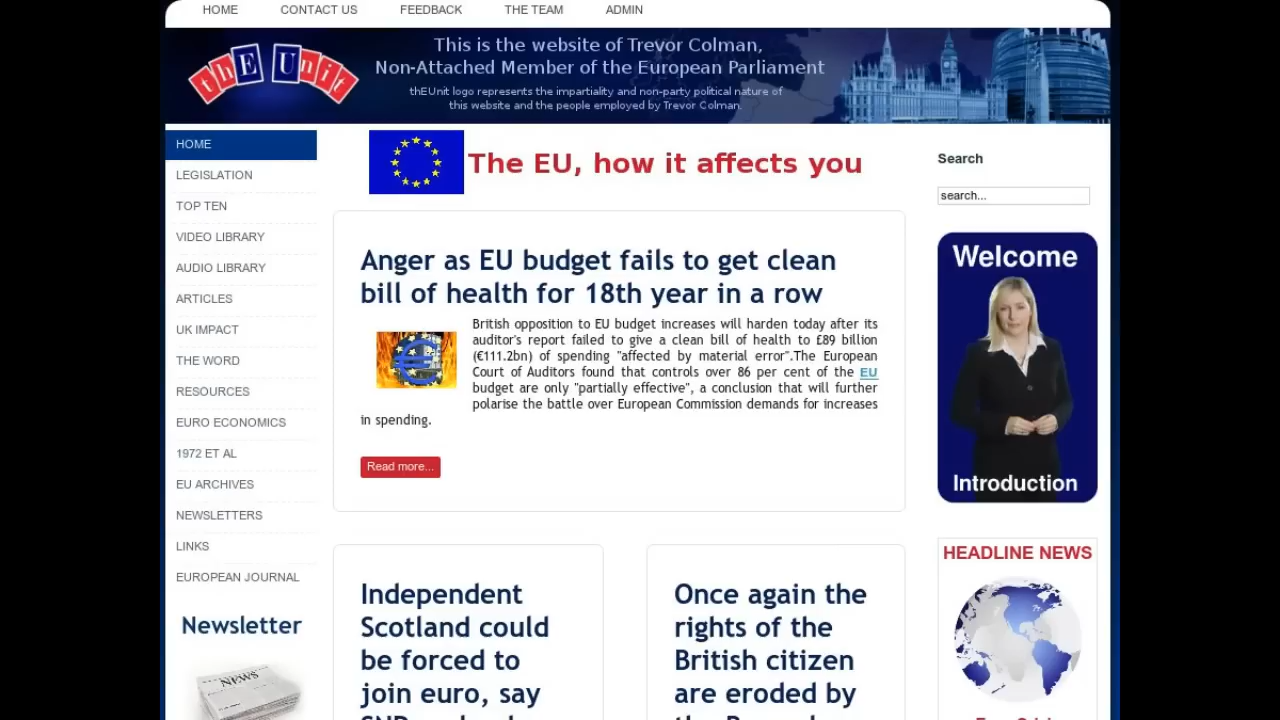 HOME CONTACT US FEEDBACK THE TEAM ADMIN
thEUnit
This is the website of Trevor Colman,
Non-Attached Member of the European Parliament
thEUnit logo represents the impartiality and non-party political nature of
this website and the people employed by Trevor Colman.
HOME
LEGISLATION
TOP TEN
VIDEO LIBRARY
AUDIO LIBRARY
ARTICLES
UK IMPACT
THE WORD
RESOURCES
EURO ECONOMICS
1972 ET AL
EU ARCHIVES
NEWSLETTERS
LINKS
EUROPEAN JOURNAL
Newsletter
NEWS
The EU, how it affects you
Anger as EU budget fails to get clean
bill of health for 18th year in a row
British opposition to EU budget increases will harden today after its
auditor's report failed to give a clean bill of health to £89 billion
(€111.2bn) of spending "affected by material error".The European
Court of Auditors found that controls over 86 per cent of the EU
budget are only "partially effective", a conclusion that will further
polarise the battle over European Commission demands for increases
in spending.
Read more...
Independent
Scotland could
be forced to
join euro, say
Once again the
rights of the
British citizen
are eroded by
Search
search...
Welcome
Introduction
HEADLINE NEWS